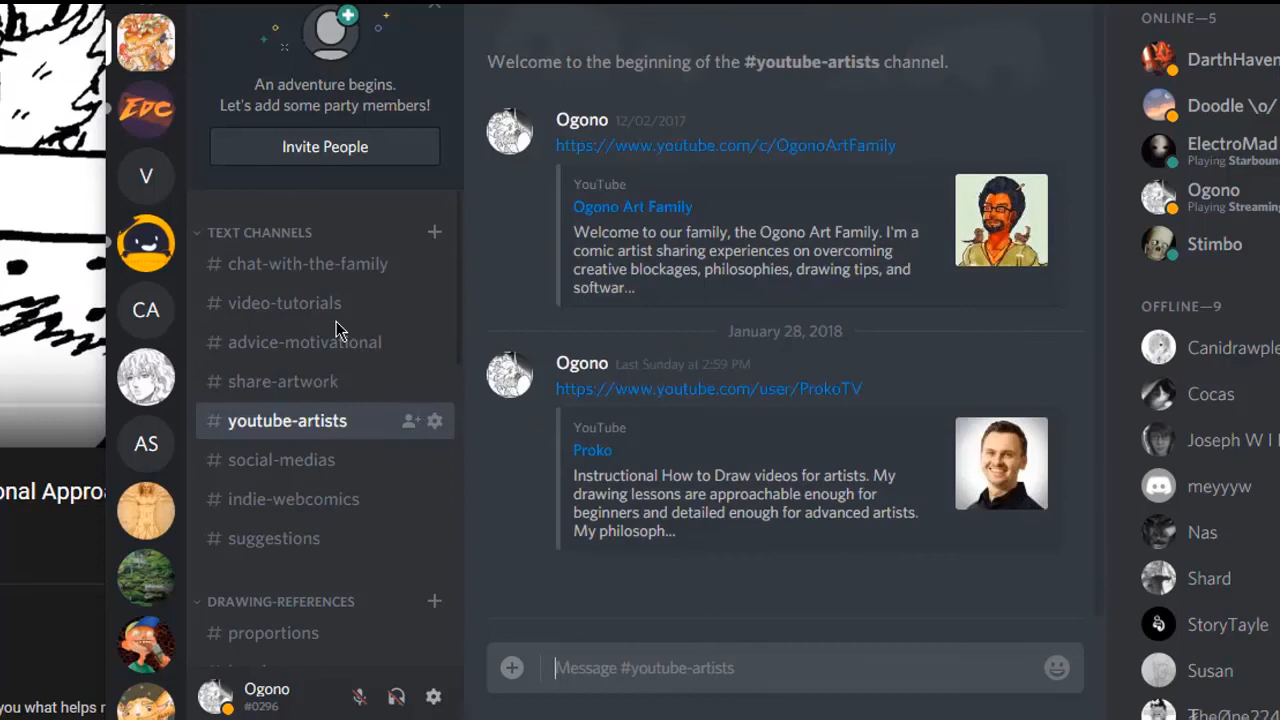 onal Appro
you what helps
EDC
V
CA
AS
An adventure begins.
Let's add some party members!
Invite People
TEXT CHANNELS
# chat-with-the-family
# video-tutorials
# advice-motivational
# share-artwork
# youtube-artists
# social-medias
# indie-webcomics
# suggestions
DRAWING-REFERENCES
# proportions
Ogono
#0296
Welcome to the beginning of the #youtube-artists channel.
Ogono 12/02/2017
https://www.youtube.com/c/OgonoArtFamily
YouTube
Ogono Art Family
Welcome to our family, the Ogono Art Family. I'm a
comic artist sharing experiences on overcoming
creative blockages, philosophies, drawing tips, and
softwar...
January 28, 2018
Ogono Last Sunday at 2:59 PM
https://www.youtube.com/user/ProkoTV
YouTube
Proko
Instructional How to Draw videos for artists. My
drawing lessons are approachable enough for
beginners and detailed enough for advanced artists.
My philosoph...
Message #youtube-artists
ONLINE—5
DarthHaven
Doodle \o/
ElectroMad
Playing Starboun
Ogono
Playing Streaming
Stimbo
OFFLINE—9
Canidrawple
Cocas
Joseph W I
meyyyw
Nas
Shard
StoryTayle
Susan
TheØne224